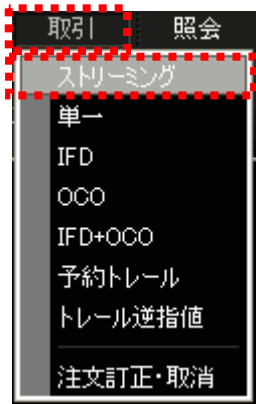 取引 照会
ストリーミング
単一
IFD
OCO
IFD+OCO
予約トレール
トレール逆指値
注文訂正･取消